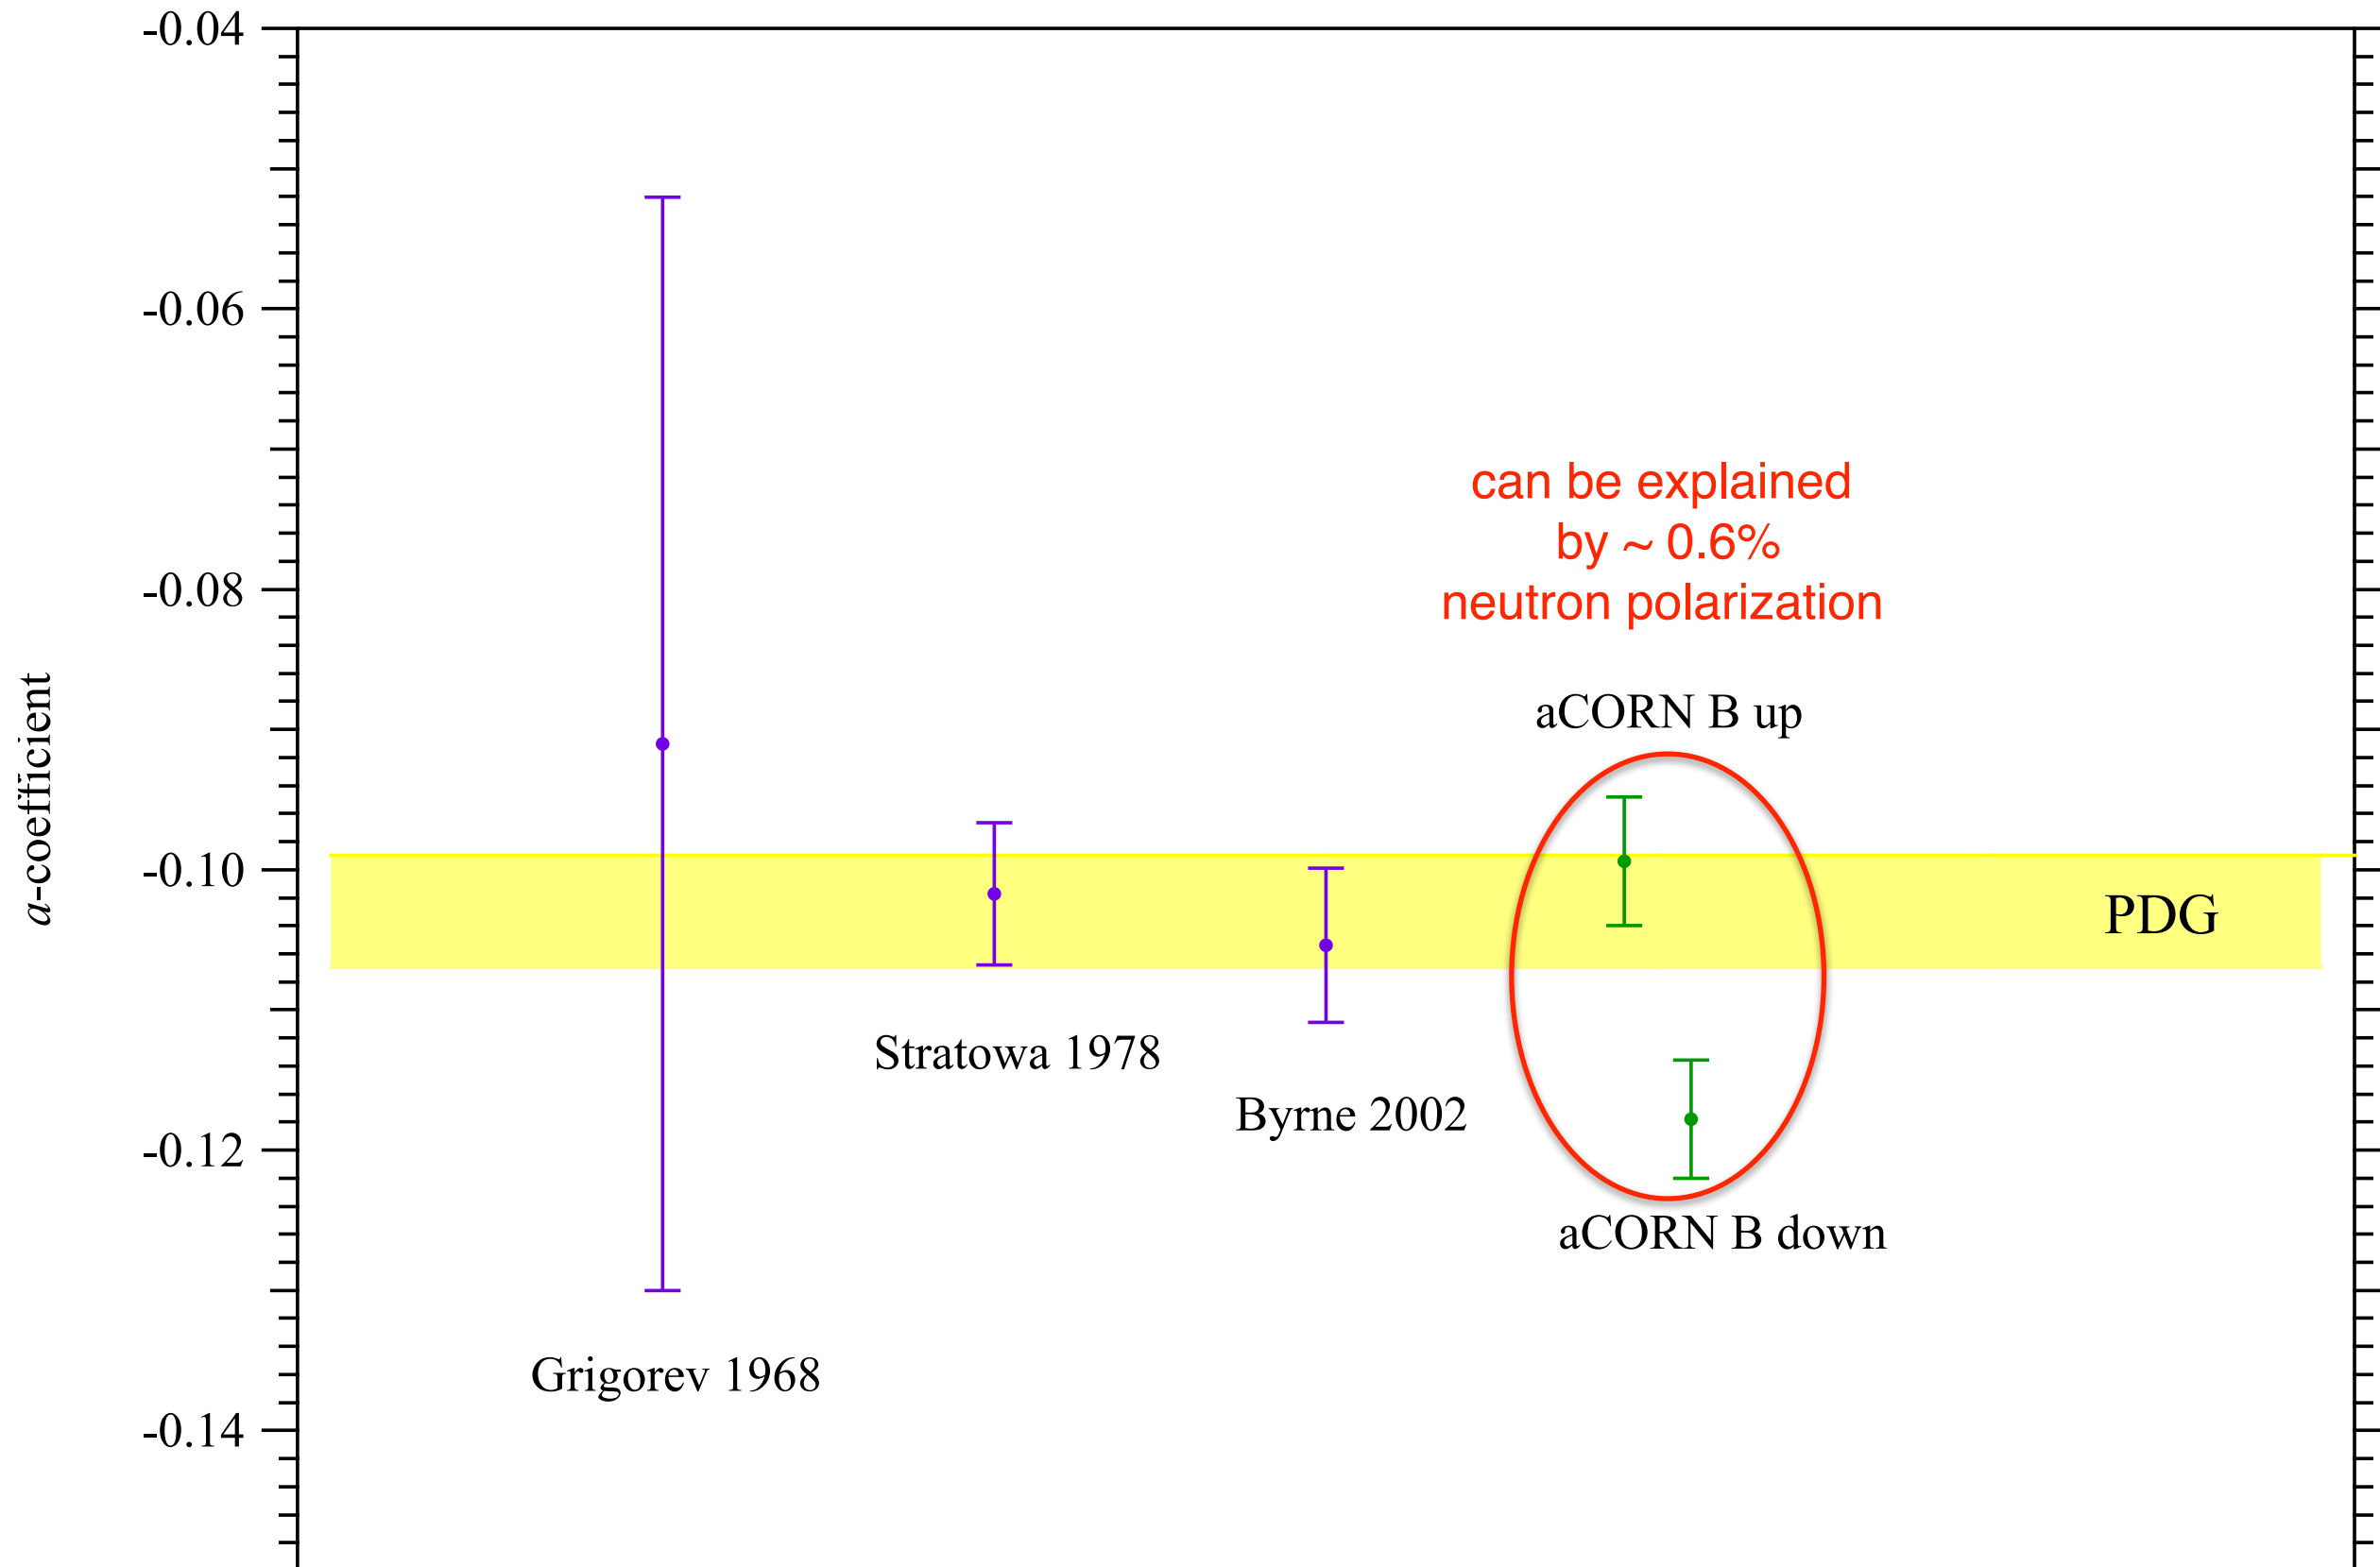 -0.04
-0.06
-0.08
-0.10
-0.12
-0.14
a-coefficient
can be explained
by ~ 0.6%
neutron polarization
aCORN B up
PDG
Stratowa 1978
Byrne 2002
aCORN B down
Grigorev 1968